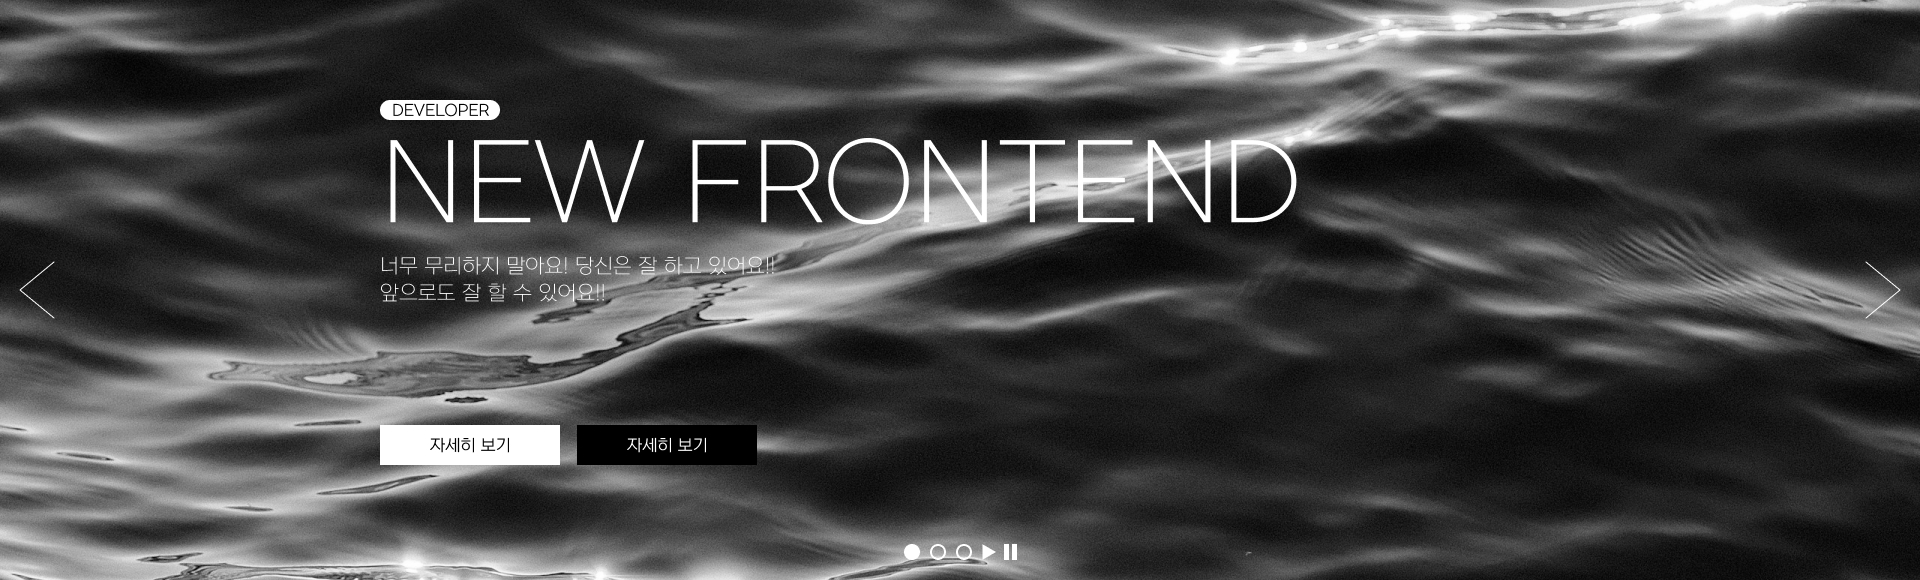 DEVELOPER
NEW FRONTEND
너무 무리하지 말아요! 당신은 잘 하고 있어요!!
앞으로도 잘 할 수 있어요!!
자세히 보기
자세히 보기